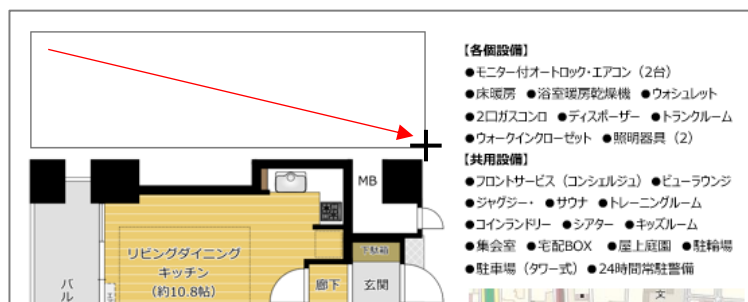 【各個設備】
●モニター付オートロック・エアコン（2台）
●床暖房 ●浴室暖房乾燥機 ●ウォシュレット
●2口ガスコンロ ●ディスポーザー ●トランクルーム
●ウォークインクローゼット ●照明器具（2）
【共用設備】
●フロントサービス（コンシェルジュ）●ビューラウンジ
●ジャグジー・ ●サウナ ●トレーニングルーム
●コインランドリー ●シアター ●キッズルーム
●集会室 ●宅配BOX ●屋上庭園 ●駐輪場
●駐車場（タワー式）●24時間常駐警備
MB
リビングダイニング
キッチン
（約10.8帖）
下駄箱
廊下
玄関
バル
文